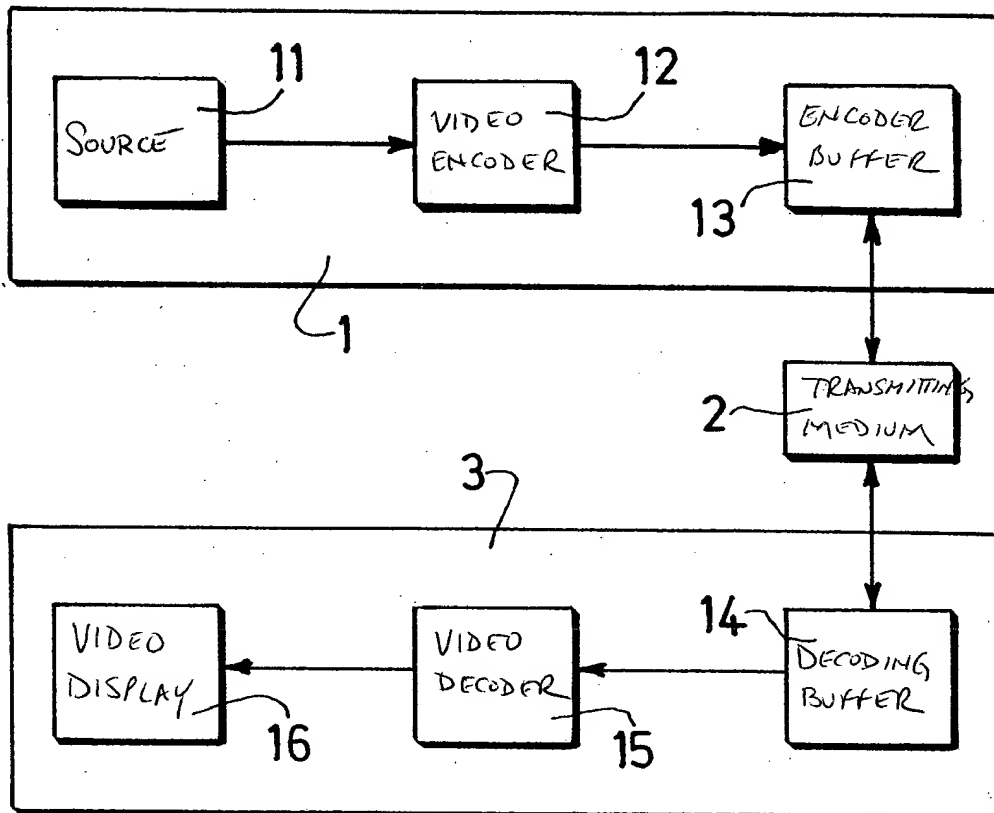 11
SOURCE
12
VIDEO
ENCODER
ENCODER
BUFFER
13
1
TRANSMITTING
MEDIUM
2
3
VIDEO
DISPLAY
16
VIDEO
DECODER
15
14
DECODING
BUFFER